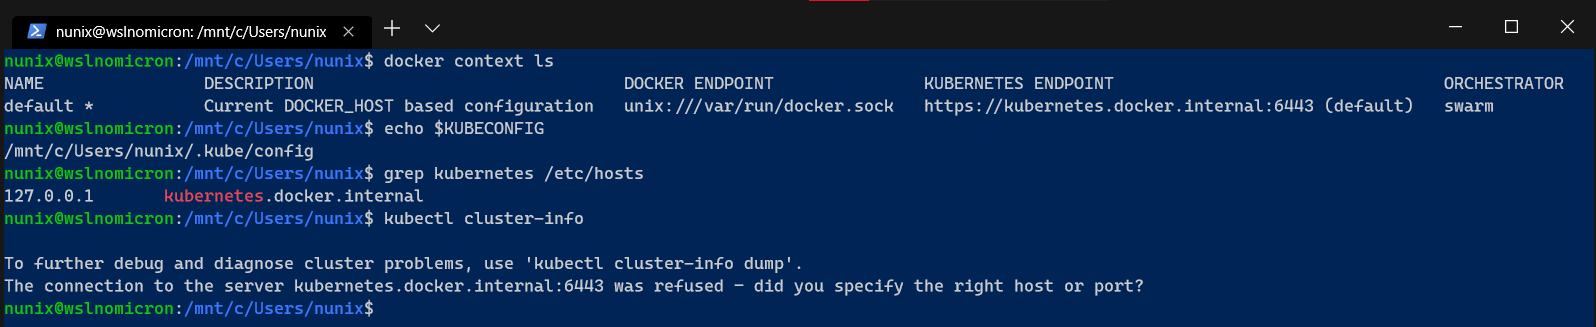 nunix@wslnomicron: /mnt/c/Users/nunix
nunix@wslnomicron:/mnt/c/Users/nunix$ docker context ls
NAME                DESCRIPTION                               DOCKER ENDPOINT               KUBERNETES ENDPOINT                                 ORCHESTRATOR
default *           Current DOCKER_HOST based configuration   unix:///var/run/docker.sock   https://kubernetes.docker.internal:6443 (default)   swarm
nunix@wslnomicron:/mnt/c/Users/nunix$ echo $KUBECONFIG
/mnt/c/Users/nunix/.kube/config
nunix@wslnomicron:/mnt/c/Users/nunix$ grep kubernetes /etc/hosts
127.0.0.1       kubernetes.docker.internal
nunix@wslnomicron:/mnt/c/Users/nunix$ kubectl cluster-info
To further debug and diagnose cluster problems, use 'kubectl cluster-info dump'.
The connection to the server kubernetes.docker.internal:6443 was refused - did you specify the right host or port?
nunix@wslnomicron:/mnt/c/Users/nunix$